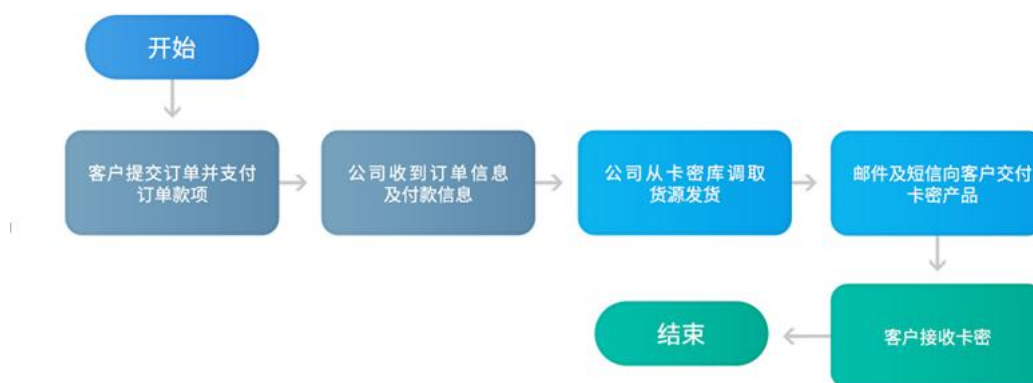 开始
客户提交订单并支付
订单款项
公司收到订单信息
及付款信息
公司从卡密库调取
货源发货
邮件及短信向客户交付
卡密产品
结束
客户接收卡密